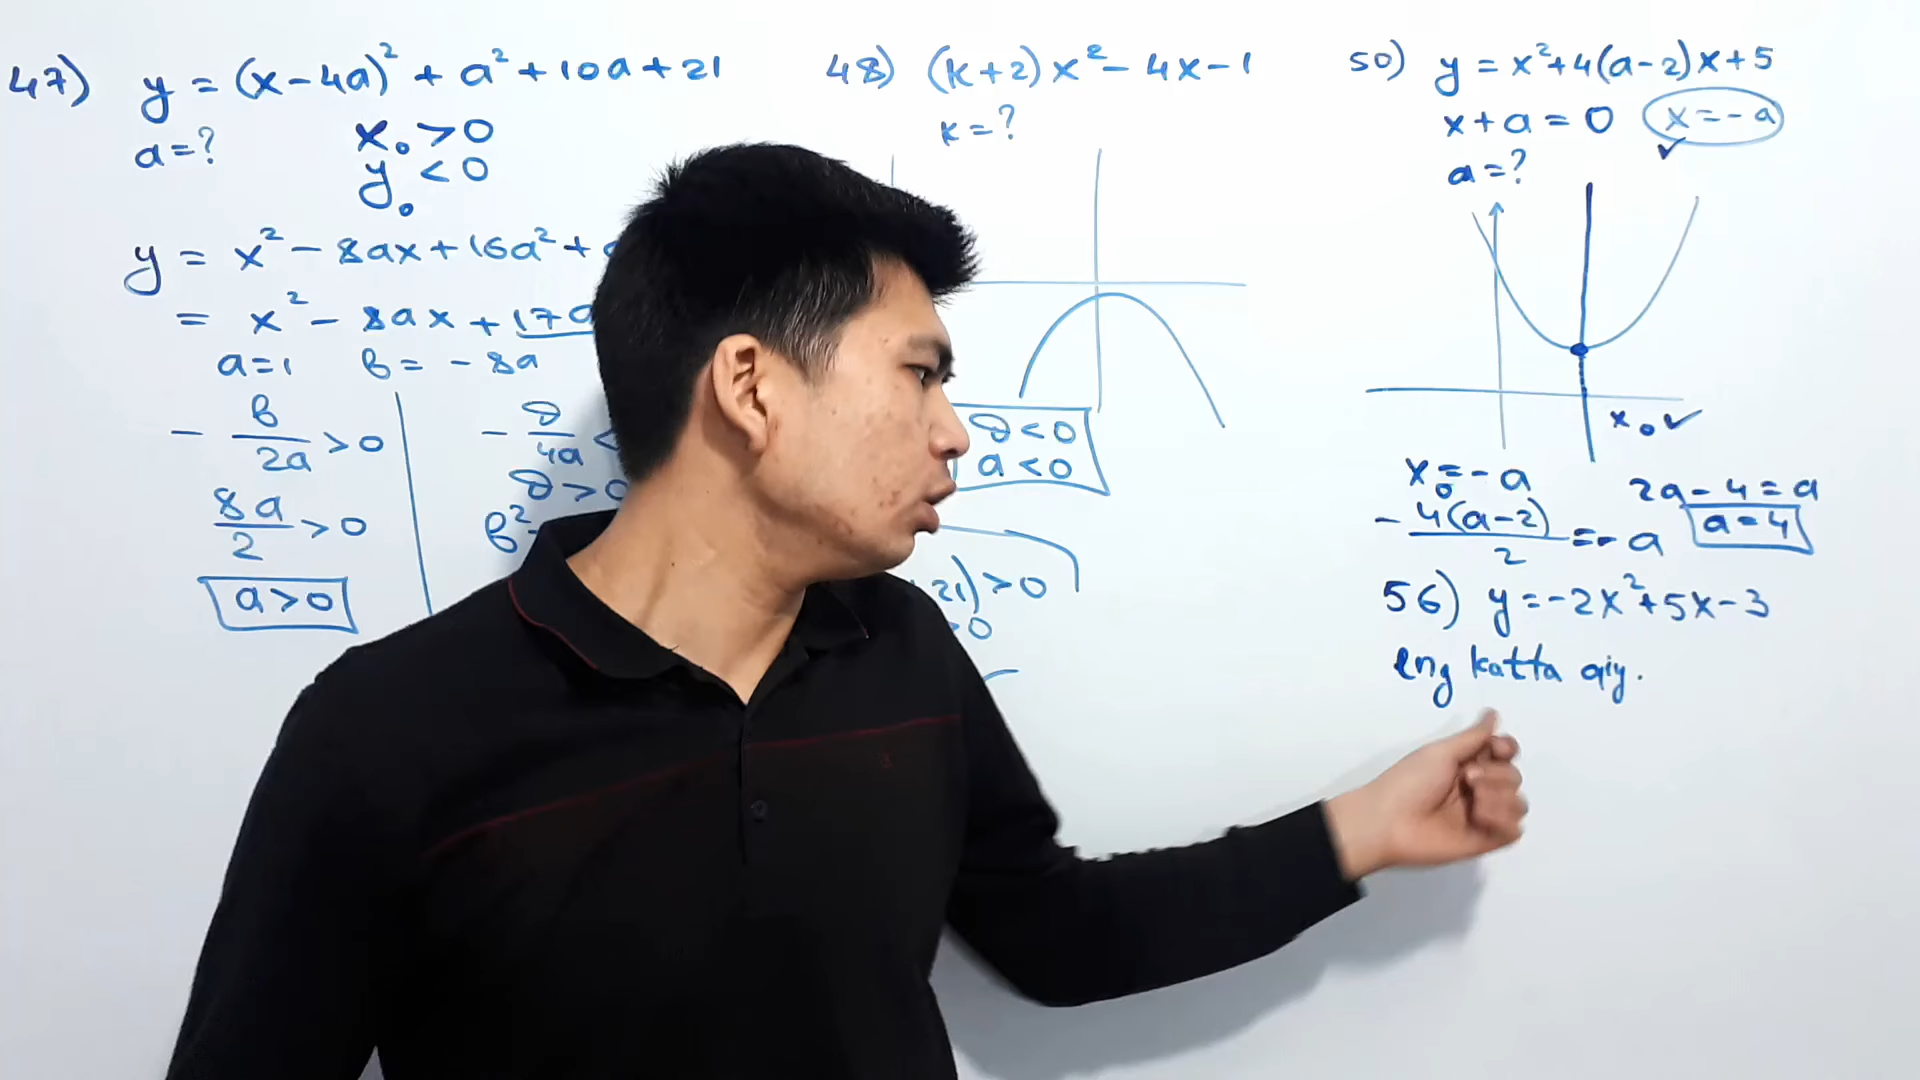 47) y = (x-4a)² + a² + 10a + 21
a = ?
x₀ > 0
y₀ < 0
y = x² - 8ax + 16a² +
= x² - 8ax + 17a
a=1 в = - 8a
- в/2a > 0
8a/2 > 0
a > 0
- D/4a <
D > 0
в² -
48) (k+2)x² - 4x - 1
k = ?
D < 0
a < 0
21) > 0
> 0
50) y = x² + 4(a-2)x + 5
x + a = 0 x = - a ✓
a = ?
x₀ ✓
x₀ = - a
- 4(a-2)/2 = - a
2a - 4 = a
a = 4
56) y = -2x² + 5x - 3
eng katta qiy.